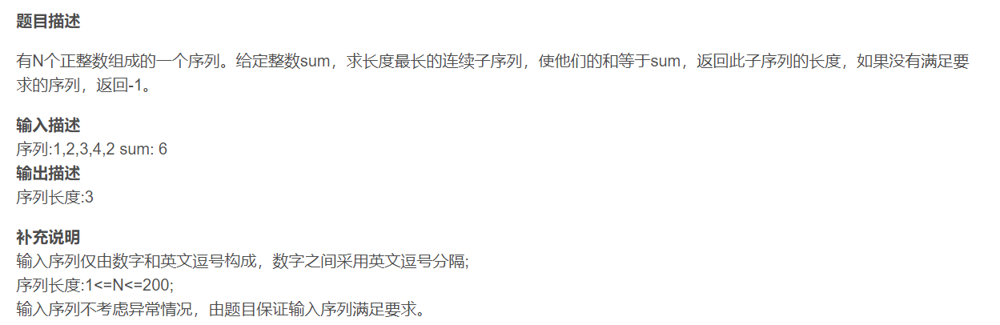 题目描述
有N个正整数组成的一个序列。给定整数sum，求长度最长的连续子序列，使他们的和等于sum，返回此子序列的长度，如果没有满足要
求的序列，返回-1。
输入描述
序列:1,2,3,4,2 sum: 6
输出描述
序列长度:3
补充说明
输入序列仅由数字和英文逗号构成，数字之间采用英文逗号分隔;
序列长度:1<=N<=200;
输入序列不考虑异常情况，由题目保证输入序列满足要求。